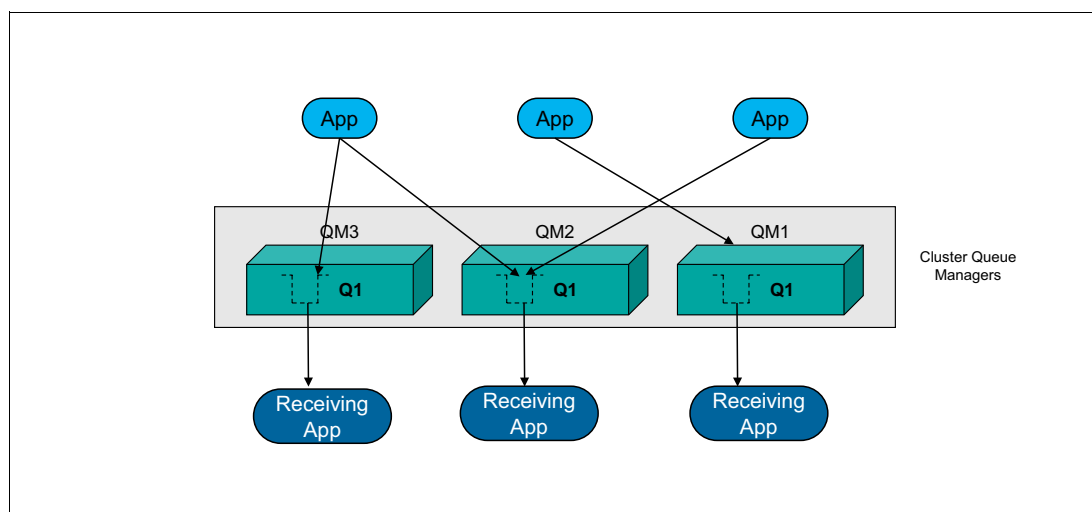 App
App
App
QM3
QM2
QM1
Cluster Queue
Managers
Q1
Q1
Q1
Receiving
App
Receiving
App
Receiving
App